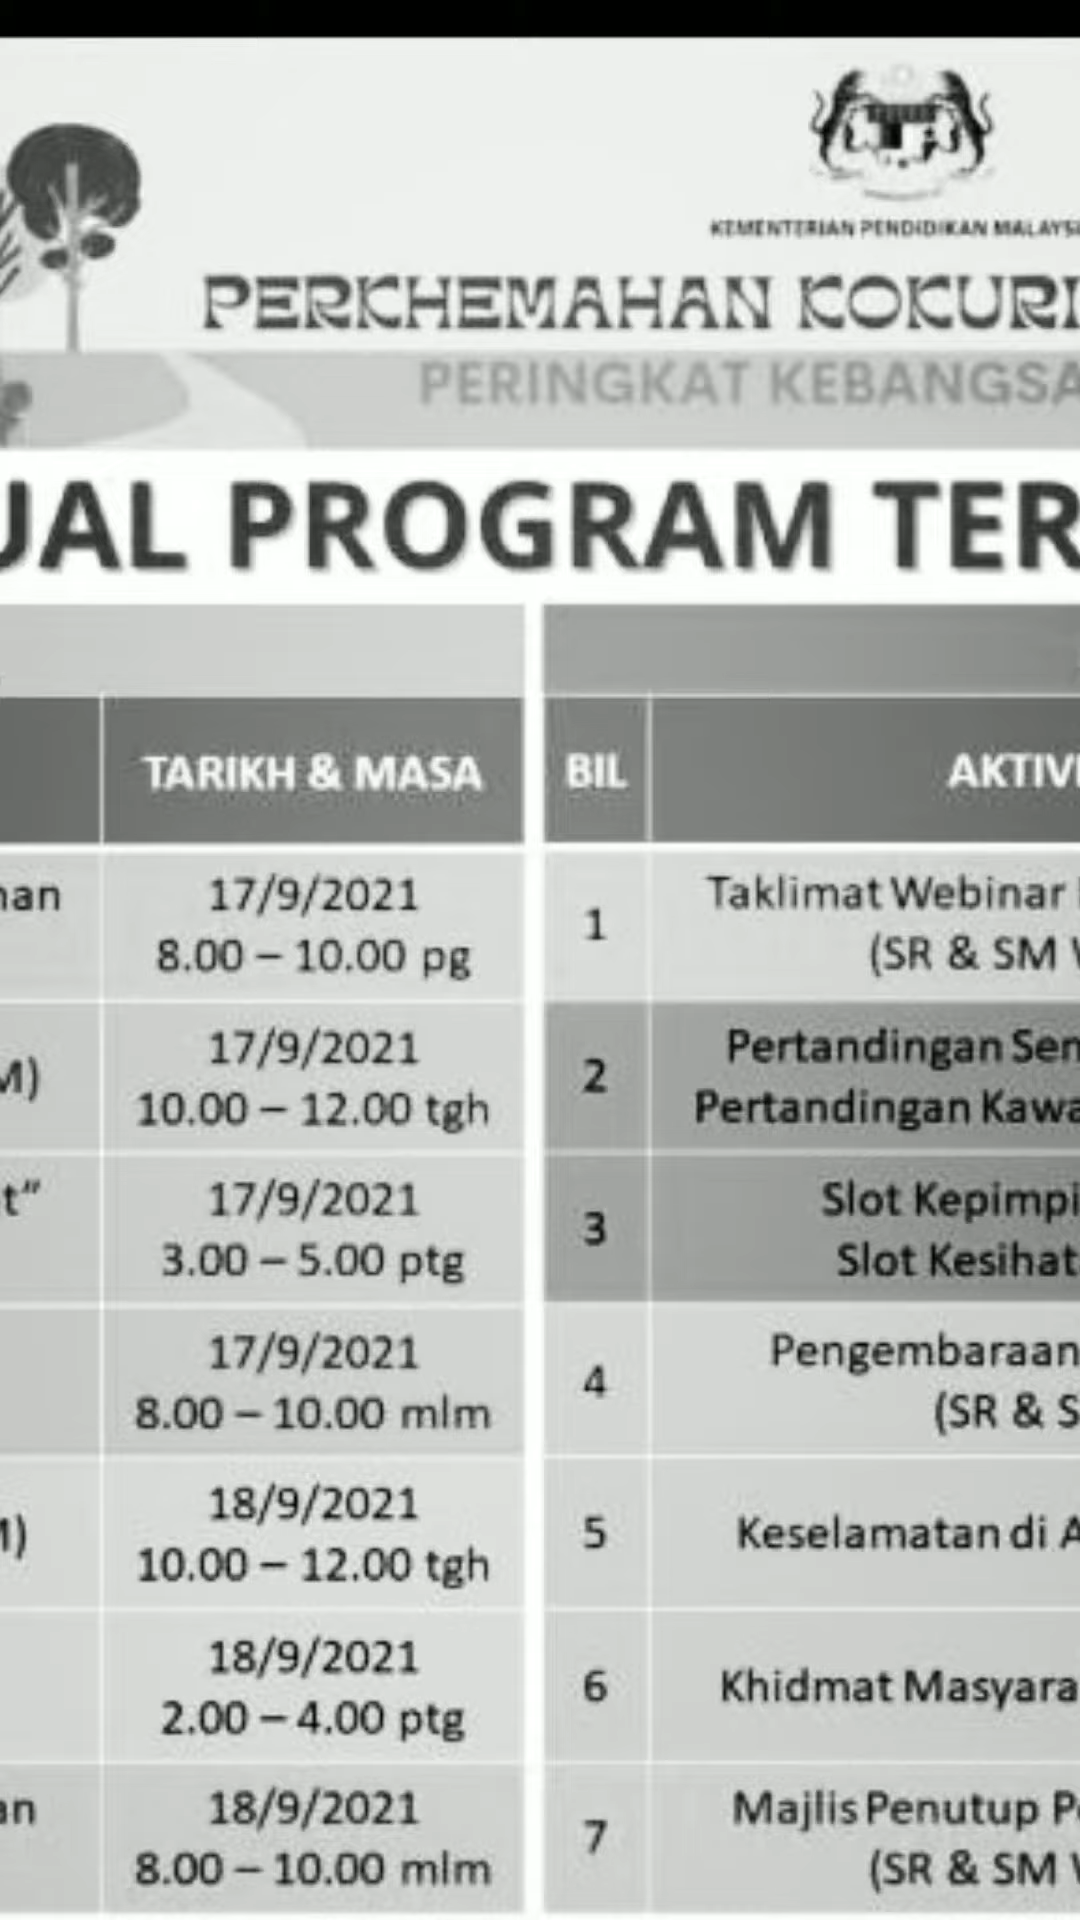 KEMENTERIAN PENDIDIKAN MALAYSI
PERKHEMAHAN KOKURI
PERINGKAT KEBANGSA
UAL PROGRAM TER
TARIKH & MASA
nan
17/9/2021
8.00 – 10.00 pg
M)
17/9/2021
10.00 – 12.00 tgh
t"
17/9/2021
3.00 – 5.00 ptg
17/9/2021
8.00 – 10.00 mlm
18/9/2021
10.00 – 12.00 tgh
18/9/2021
2.00 – 4.00 ptg
an
18/9/2021
8.00 – 10.00 mlm
BIL
AKTIVI
1
Taklimat Webinar
(SR & SM
2
Pertandingan Sen
Pertandingan Kawa
3
Slot Kepimpi
Slot Kesihat
4
Pengembaraan
(SR & S
5
Keselamatan di A
6
Khidmat Masyara
7
Majlis Penutup P
(SR & SM